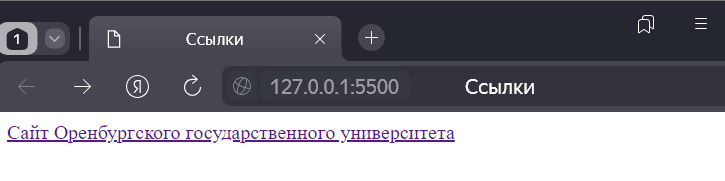 1
Ссылки
Я
127.0.0.1:5500 Ссылки
Сайт Оренбургского государственного университета